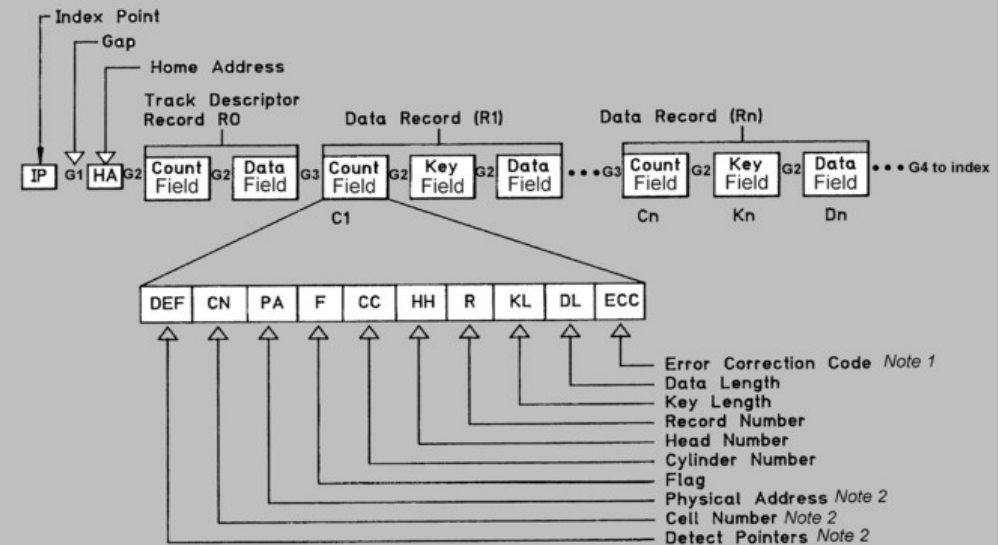 Index Point
Gap
Home Address
Track Descriptor
Record R0
Data Record (R1)
Data Record (Rn)
IP G1 HA G2 Count Field G2 Data Field G3 Count Field G2 Key Field G2 Data Field •••G3 Count Field G2 Key Field G2 Data Field ••• G4 to index
C1 Cn Kn Dn
DEF CN PA F CC HH R KL DL ECC
Error Correction Code Note 1
Data Length
Key Length
Record Number
Head Number
Cylinder Number
Flag
Physical Address Note 2
Cell Number Note 2
Detect Pointers Note 2